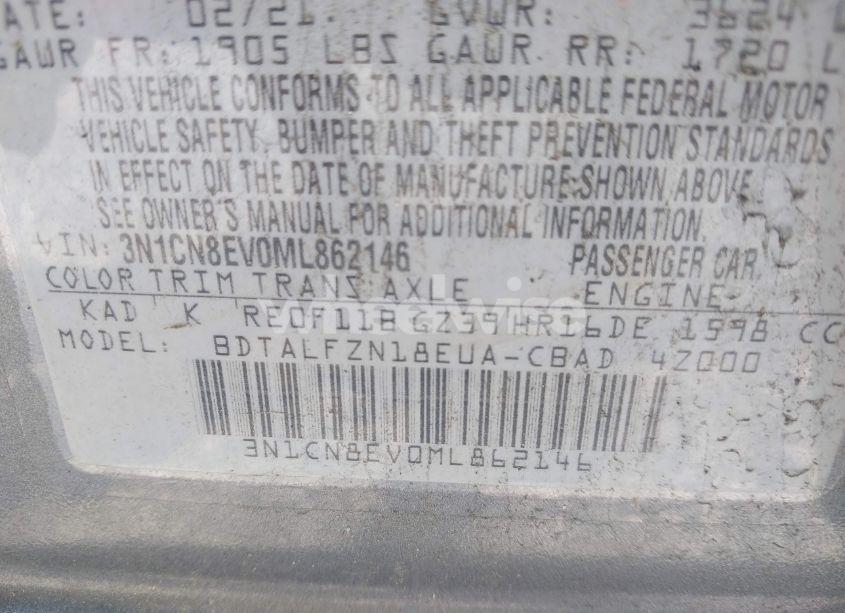 ATE: 02/21. GVWR: 3624 L
GAWR FR: 1905 LBS GAWR RR: 1720 L
THIS VEHICLE CONFORMS TO ALL APPLICABLE FEDERAL MOTOR
VEHICLE SAFETY, BUMPER AND THEFT PREVENTION STANDARDS
IN EFFECT ON THE DATE OF MANUFACTURE SHOWN ABOVE.
SEE OWNER'S MANUAL FOR ADDITIONAL INFORMATION
VIN: 3N1CN8EV0ML862146 PASSENGER CAR
COLOR TRIM TRANS AXLE ENGINE
KAD K RE0F11B GZ39 HR16DE 1598 CC
MODEL: BDTALFZN18EUA-CBAD 4Z000
3N1CN8EV0ML862146
wheelwise